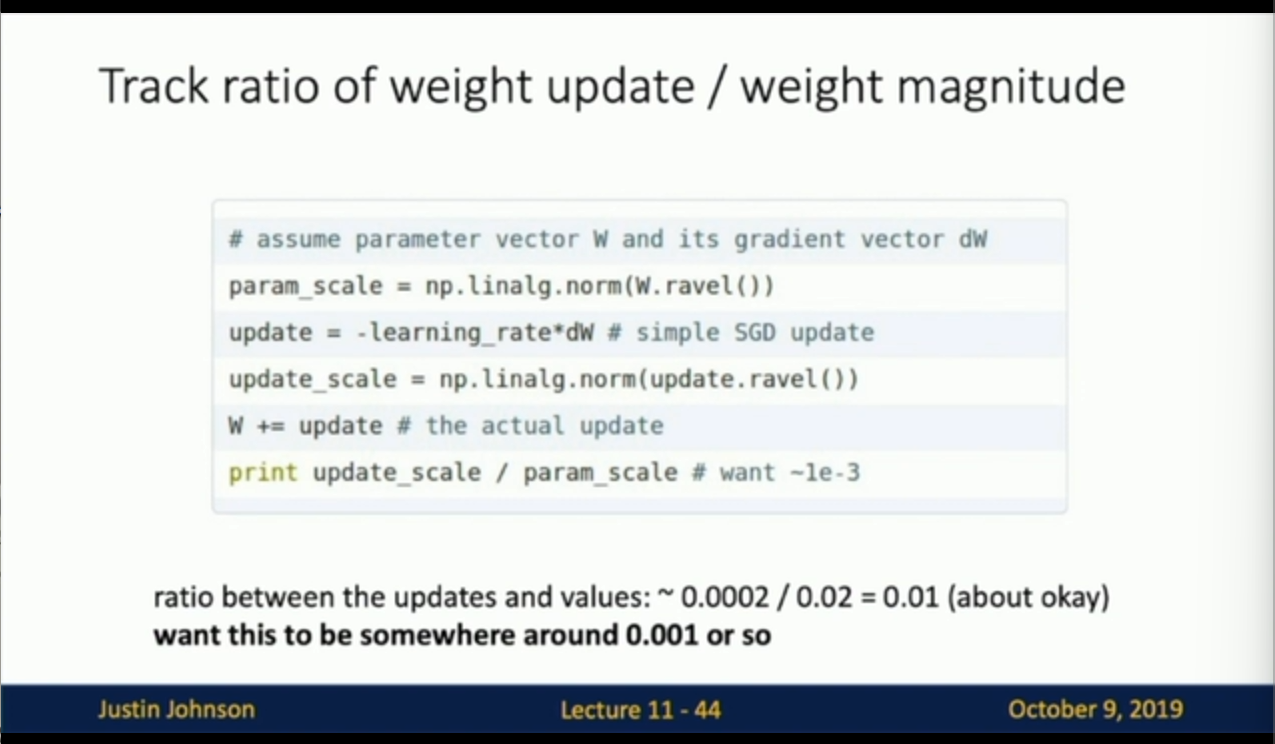 Track ratio of weight update / weight magnitude
# assume parameter vector W and its gradient vector dW
param_scale = np.linalg.norm(W.ravel())
update = -learning_rate*dW # simple SGD update
update_scale = np.linalg.norm(update.ravel())
W += update # the actual update
print update_scale / param_scale # want ~1e-3
ratio between the updates and values: ~ 0.0002 / 0.02 = 0.01 (about okay)
want this to be somewhere around 0.001 or so
Justin Johnson
Lecture 11 - 44
October 9, 2019